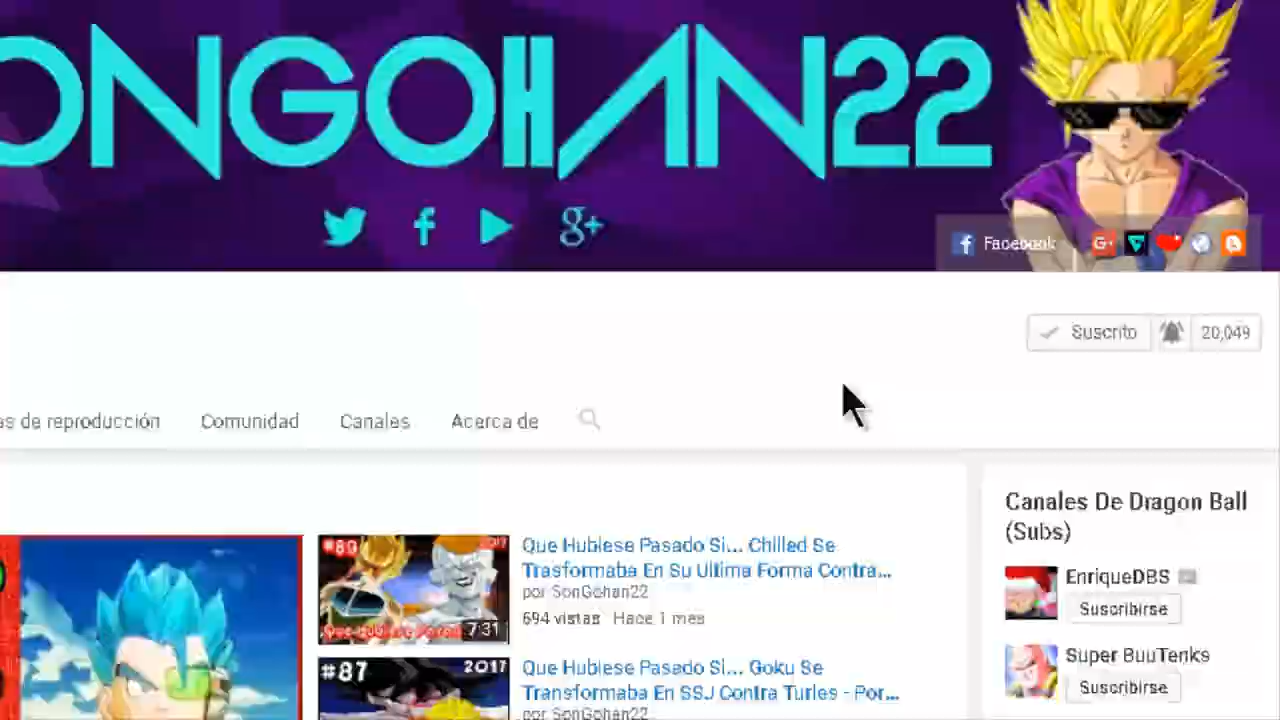 ONGOHAN22
Facebook
Suscrito 20,049
as de reproducción Comunidad Canales Acerca de
Canales De Dragon Ball
(Subs)
EnriqueDBS
Suscribirse
Super BuuTenks
Suscribirse
#89 2017
7:31
Que Hubiese Pasado Si... Chilled Se
Trasformaba En Su Ultima Forma Contra...
por SonGohan22
694 vistas Hace 1 mes
#87 2017
Que Hubiese Pasado Si... Goku Se
Transformaba En SSJ Contra Turles - Por...
por SonGohan22